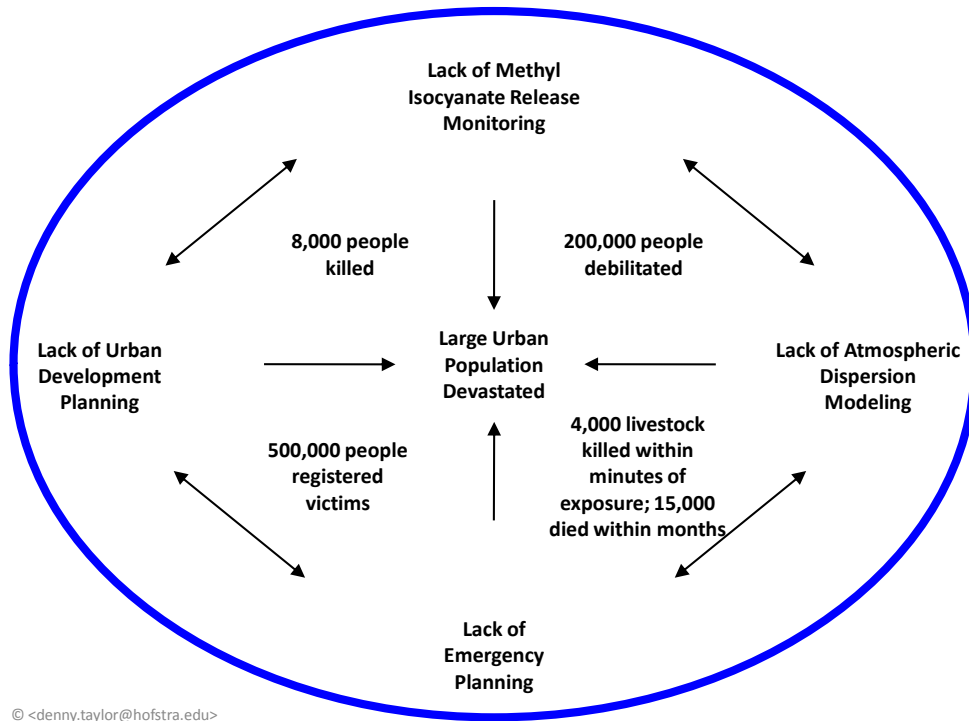 Lack of Methyl
Isocyanate Release
Monitoring
8,000 people
killed
200,000 people
debilitated
Lack of Urban
Development
Planning
Large Urban
Population
Devastated
Lack of Atmospheric
Dispersion
Modeling
500,000 people
registered
victims
4,000 livestock
killed within
minutes of
exposure; 15,000
died within months
Lack of
Emergency
Planning
© <denny.taylor@hofstra.edu>